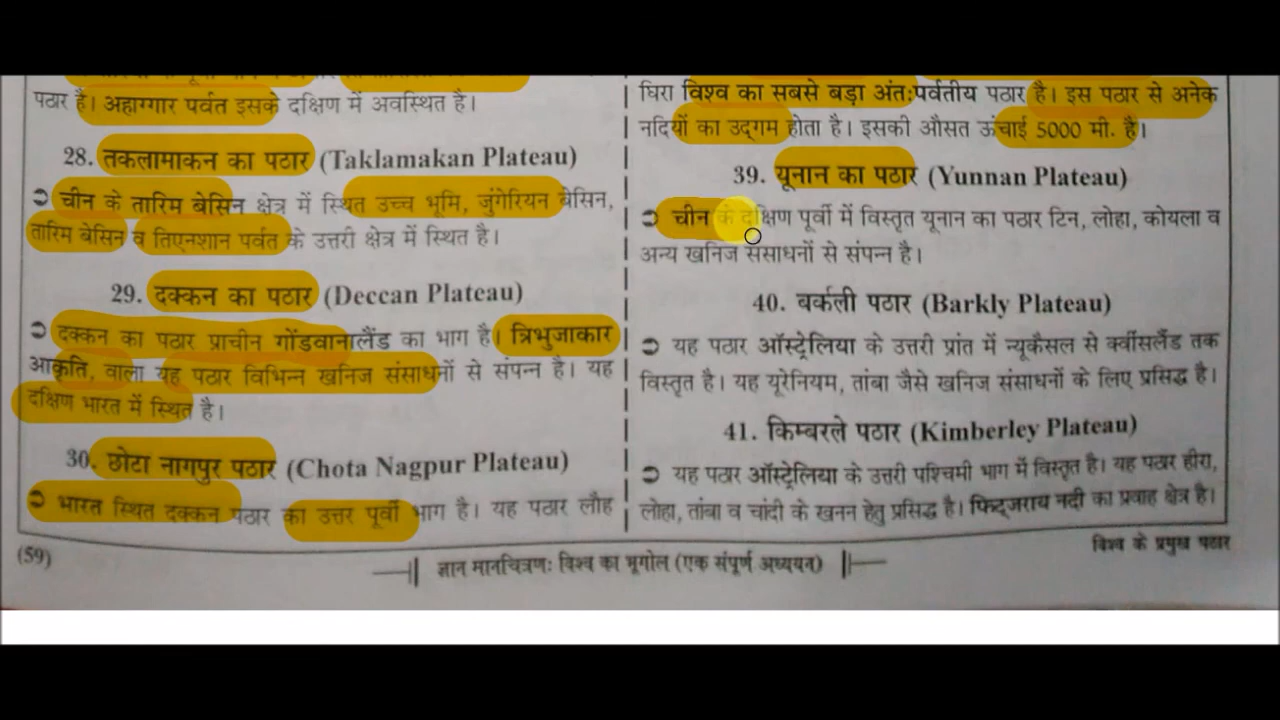 पठार है। अहाग्गार पर्वत इसके दक्षिण में अवस्थित है।
28. तकलामाकन का पठार (Taklamakan Plateau)
➲ चीन के तारिम बेसिन क्षेत्र में स्थित उच्च भूमि, जुंगेरियन बेसिन,
तारिम बेसिन व तिएनशान पर्वत के उत्तरी क्षेत्र में स्थित है।
29. दक्कन का पठार (Deccan Plateau)
➲ दक्कन का पठार प्राचीन गोंडवानालैंड का भाग है। त्रिभुजाकार
आकृति, वाला यह पठार विभिन्न खनिज संसाधनों से संपन्न है। यह
दक्षिण भारत में स्थित है।
30. छोटा नागपुर पठार (Chota Nagpur Plateau)
➲ भारत स्थित दक्कन पठार का उत्तर पूर्वी भाग है। यह पठार लौह
घिरा विश्व का सबसे बड़ा अंतःपर्वतीय पठार है। इस पठार से अनेक
नदियों का उद्गम होता है। इसकी औसत ऊंचाई 5000 मी. है।
39. यूनान का पठार (Yunnan Plateau)
➲ चीन के दक्षिण पूर्वी में विस्तृत यूनान का पठार टिन, लोहा, कोयला व
अन्य खनिज संसाधनों से संपन्न है।
40. बर्कली पठार (Barkly Plateau)
➲ यह पठार ऑस्ट्रेलिया के उत्तरी प्रांत में न्यूकैसल से क्वींसलैंड तक
विस्तृत है। यह यूरेनियम, तांबा जैसे खनिज संसाधनों के लिए प्रसिद्ध है।
41. किम्बरले पठार (Kimberley Plateau)
➲ यह पठार ऑस्ट्रेलिया के उत्तरी पश्चिमी भाग में विस्तृत है। यह पठार हीरा,
लोहा, तांबा व चांदी के खनन हेतु प्रसिद्ध है। फिट्जराय नदी का प्रवाह क्षेत्र है।
विश्व के प्रमुख पठार
(59)
ज्ञान मानचित्रणः विश्व का भूगोल (एक संपूर्ण अध्ययन)